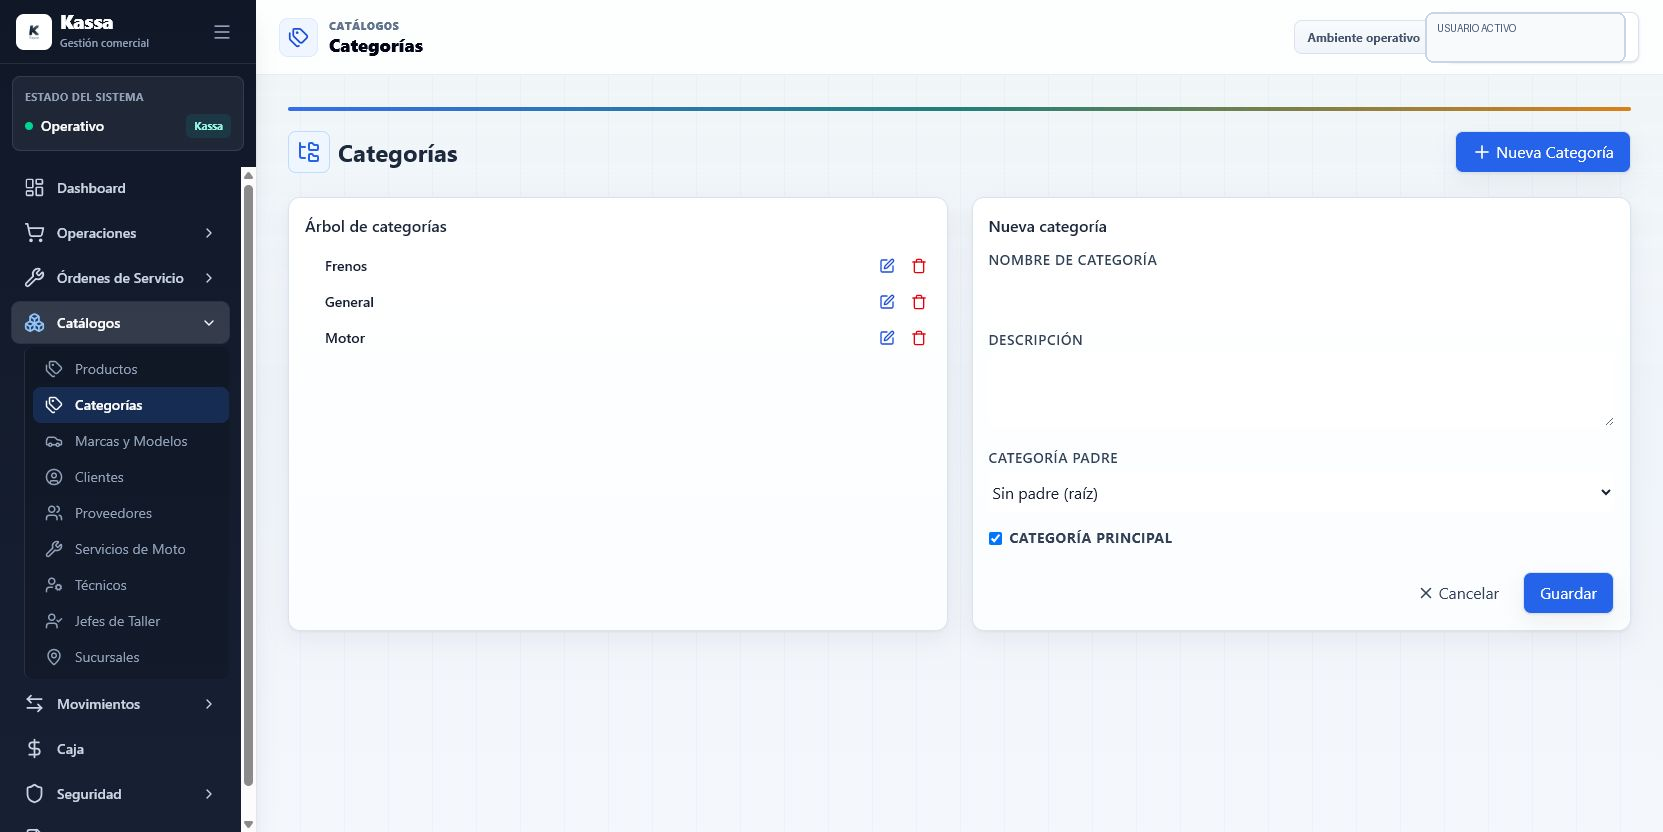 Kassa
Gestión comercial
ESTADO DEL SISTEMA
Operativo
Kassa
Dashboard
Operaciones
Órdenes de Servicio
Catálogos
Productos
Categorías
Marcas y Modelos
Clientes
Proveedores
Servicios de Moto
Técnicos
Jefes de Taller
Sucursales
Movimientos
Caja
Seguridad
CATÁLOGOS
Categorías
Ambiente operativo
USUARIO ACTIVO
Categorías
Nueva Categoría
Árbol de categorías
Frenos
General
Motor
Nueva categoría
NOMBRE DE CATEGORÍA
DESCRIPCIÓN
CATEGORÍA PADRE
Sin padre (raíz)
CATEGORÍA PRINCIPAL
Cancelar
Guardar